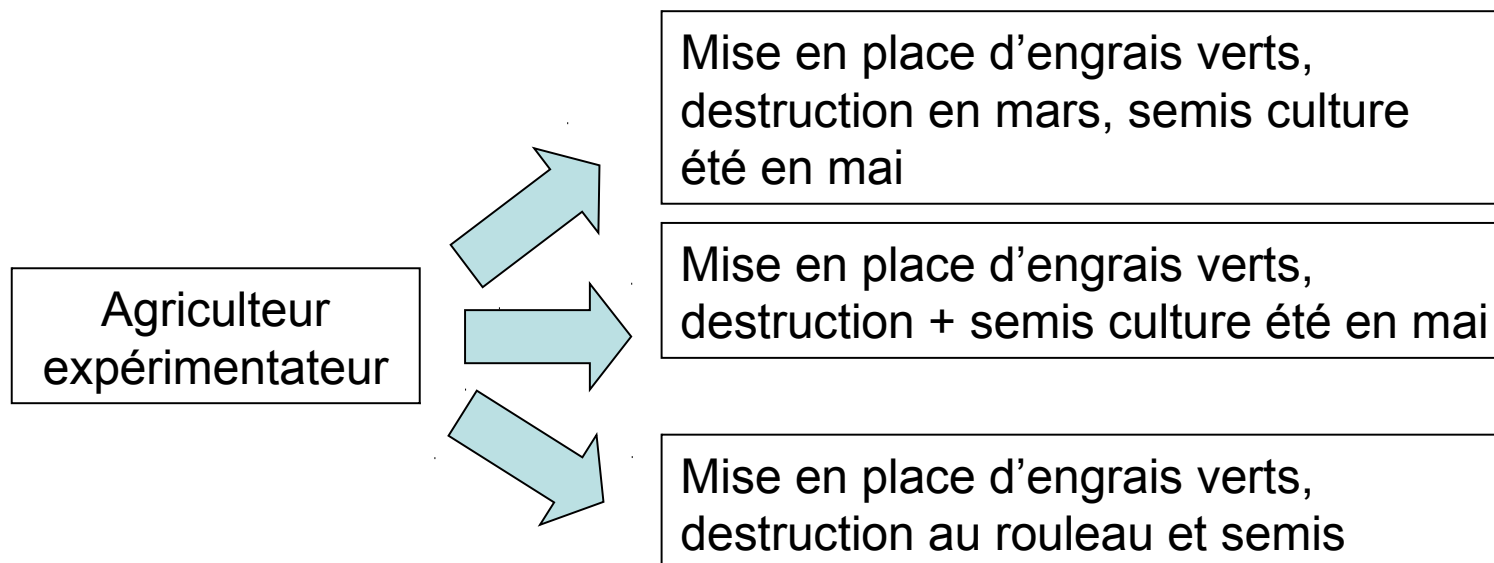 Mise en place d’engrais verts,
destruction en mars, semis culture
été en mai
Mise en place d’engrais verts,
destruction + semis culture été en mai
Agriculteur
expérimentateur
Mise en place d’engrais verts,
destruction au rouleau et semis